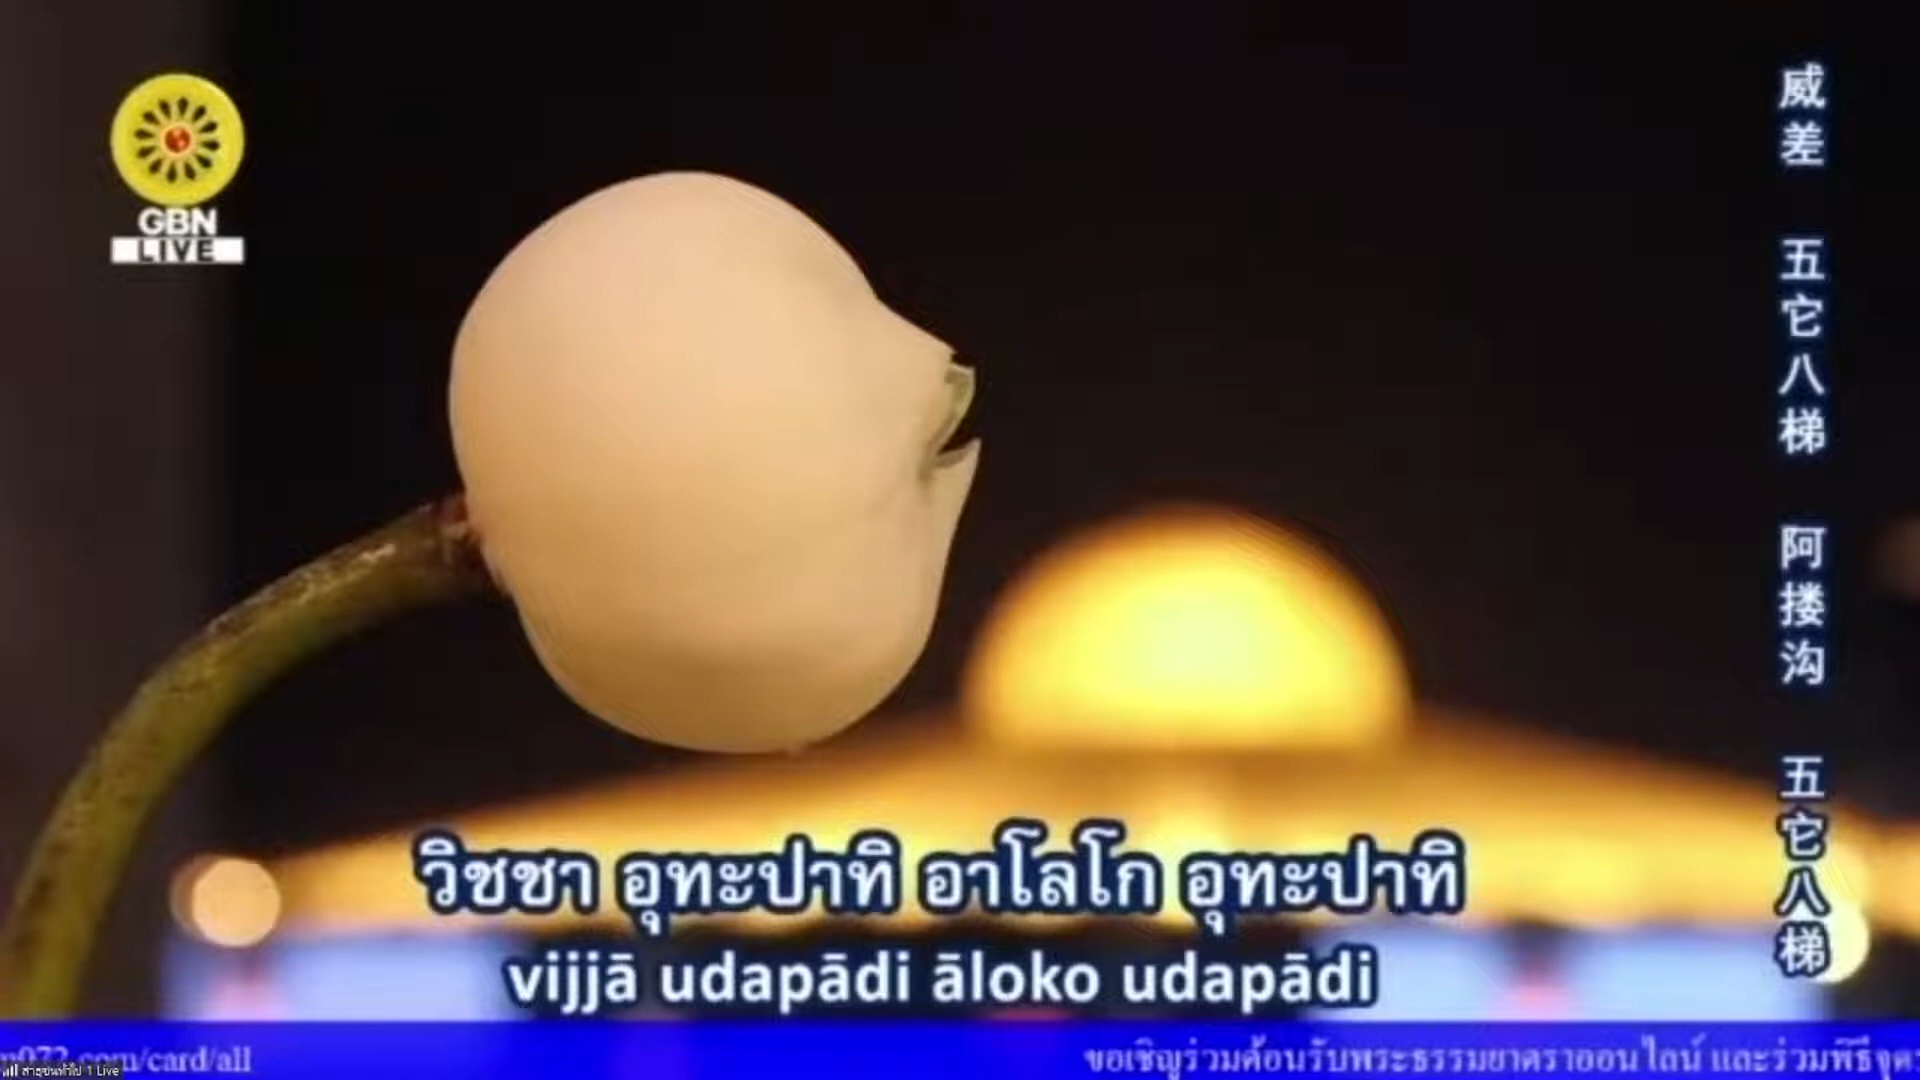 GBN
LIVE
威差 五它八梯 阿搂沟 五它八梯
วิชชา อุทะปาทิ อาโลโก อุทะปาทิ
vijjā udapādi āloko udapādi
072.com/card/all
ขอเชิญร่วมต้อนรับพระธรรมยาตราออนไลน์ และร่วมพิธี
1 Live